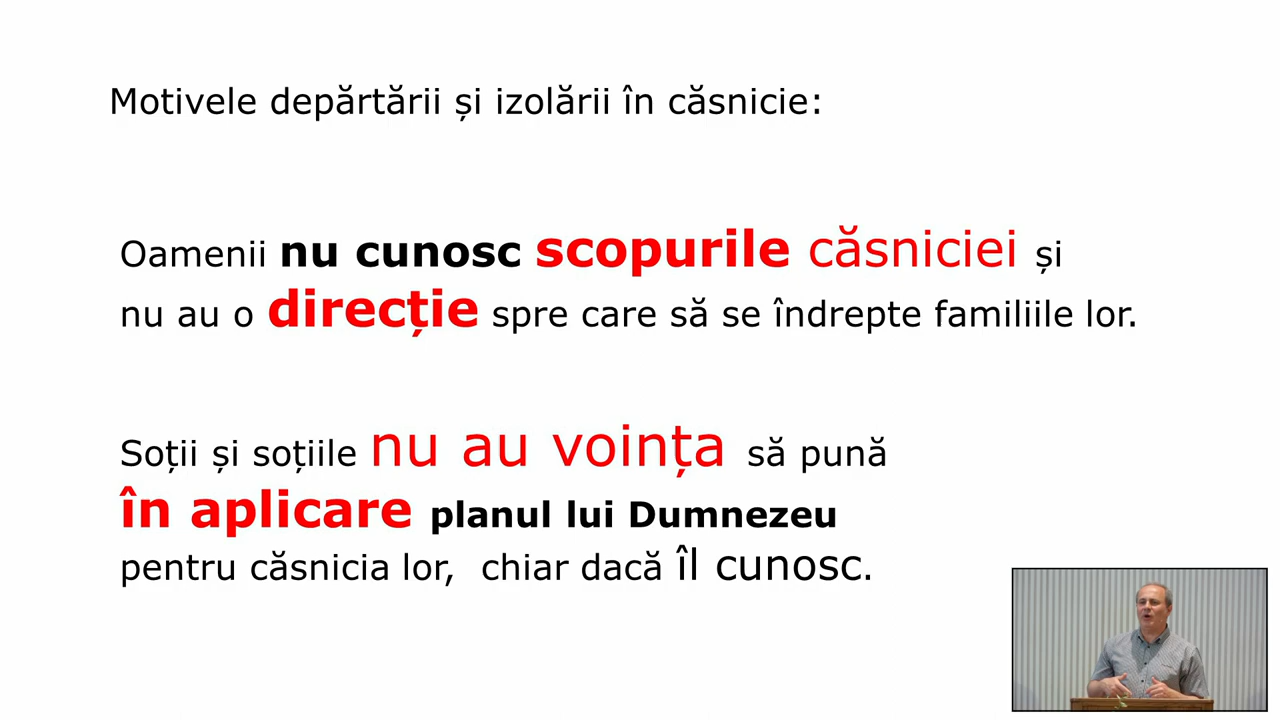 Motivele depărtării și izolării în căsnicie:
Oamenii nu cunosc scopurile căsniciei și
nu au o direcție spre care să se îndrepte familiile lor.
Soții și soțiile nu au voința să pună
în aplicare planul lui Dumnezeu
pentru căsnicia lor, chiar dacă îl cunosc.